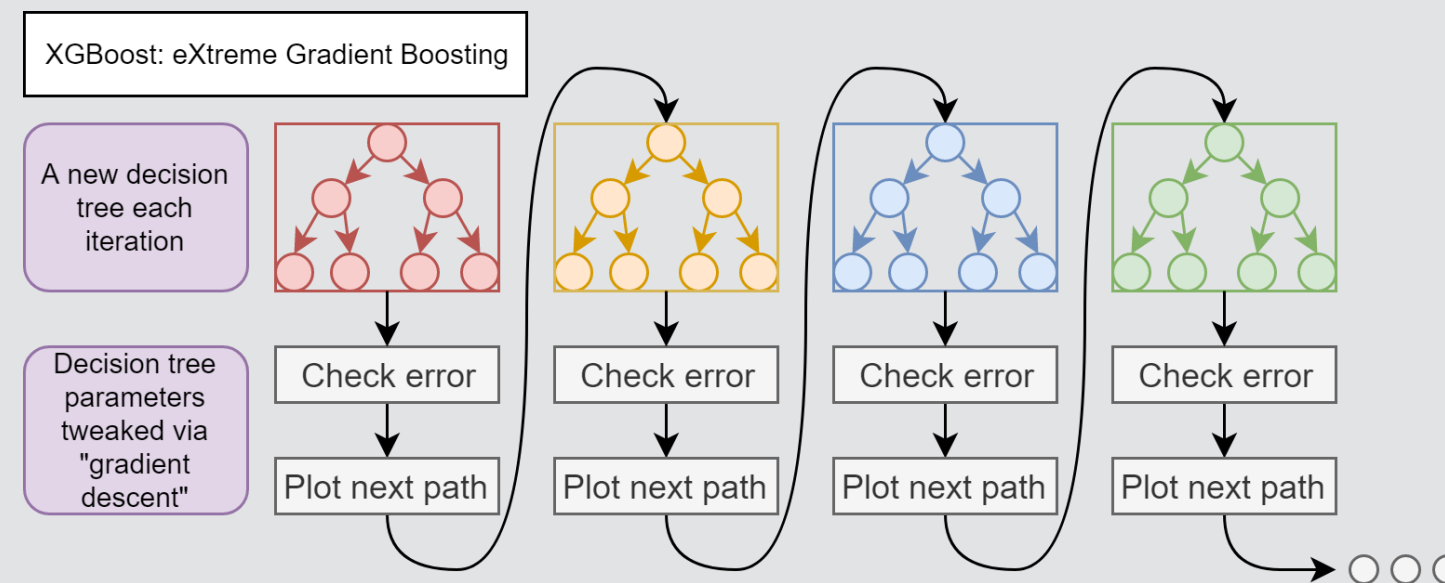 XGBoost: eXtreme Gradient Boosting
A new decision
tree each
iteration
Decision tree
parameters
tweaked via
"gradient
descent"
Check error
Check error
Check error
Check error
Plot next path
Plot next path
Plot next path
Plot next path